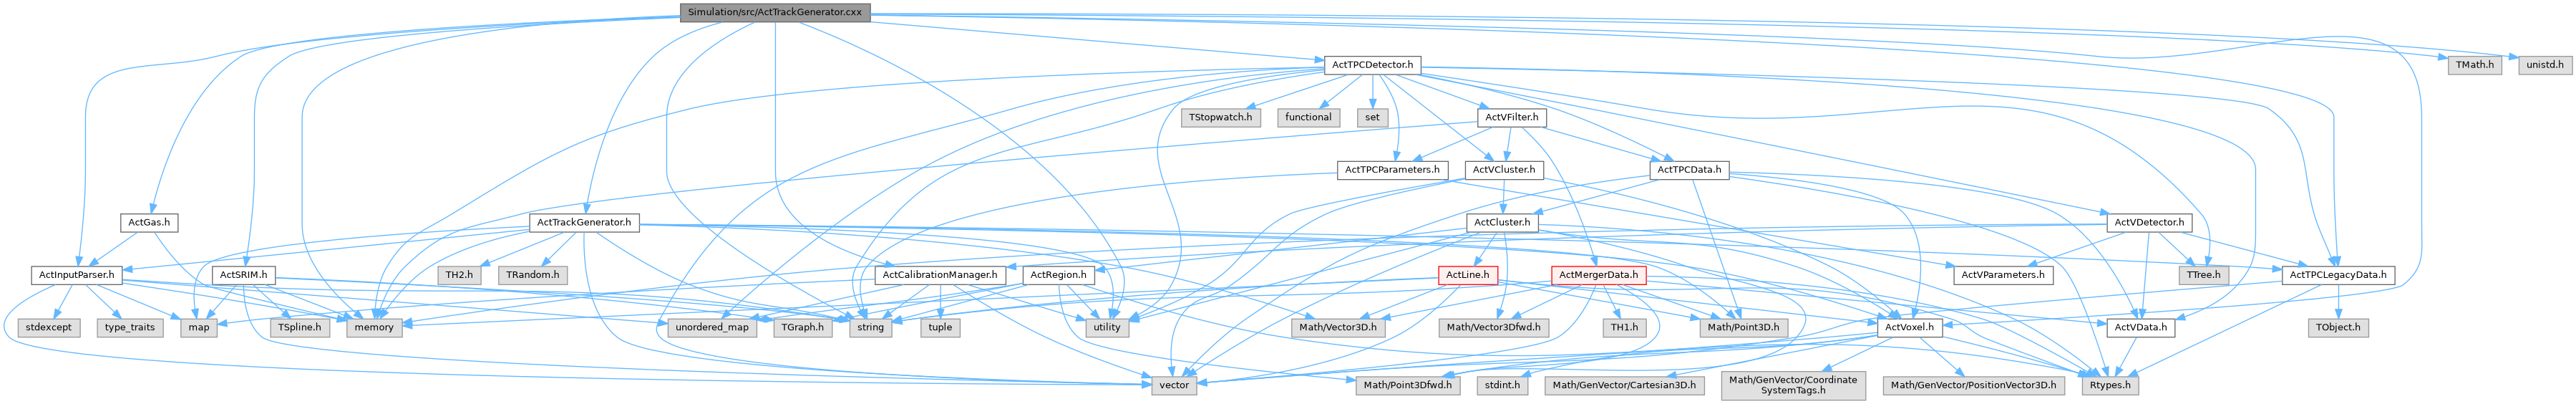 Simulation/src/ActTrackGenerator.cxx
ActTPCDetector.h
TMath.h
unistd.h
TStopwatch.h
functional
set
ActVFilter.h
ActTPCParameters.h
ActVCluster.h
ActTPCData.h
ActGas.h
ActTrackGenerator.h
ActCluster.h
ActVDetector.h
ActInputParser.h
ActSRIM.h
TH2.h
TRandom.h
ActCalibrationManager.h
ActRegion.h
ActLine.h
ActMergerData.h
ActVParameters.h
TTree.h
ActTPCLegacyData.h
stdexcept
type_traits
map
TSpline.h
memory
unordered_map
TGraph.h
string
tuple
utility
Math/Vector3D.h
Math/Vector3Dfwd.h
TH1.h
Math/Point3D.h
ActVoxel.h
ActVData.h
TObject.h
vector
Math/Point3Dfwd.h
stdint.h
Math/GenVector/Cartesian3D.h
Math/GenVector/Coordinate
SystemTags.h
Math/GenVector/PositionVector3D.h
Rtypes.h